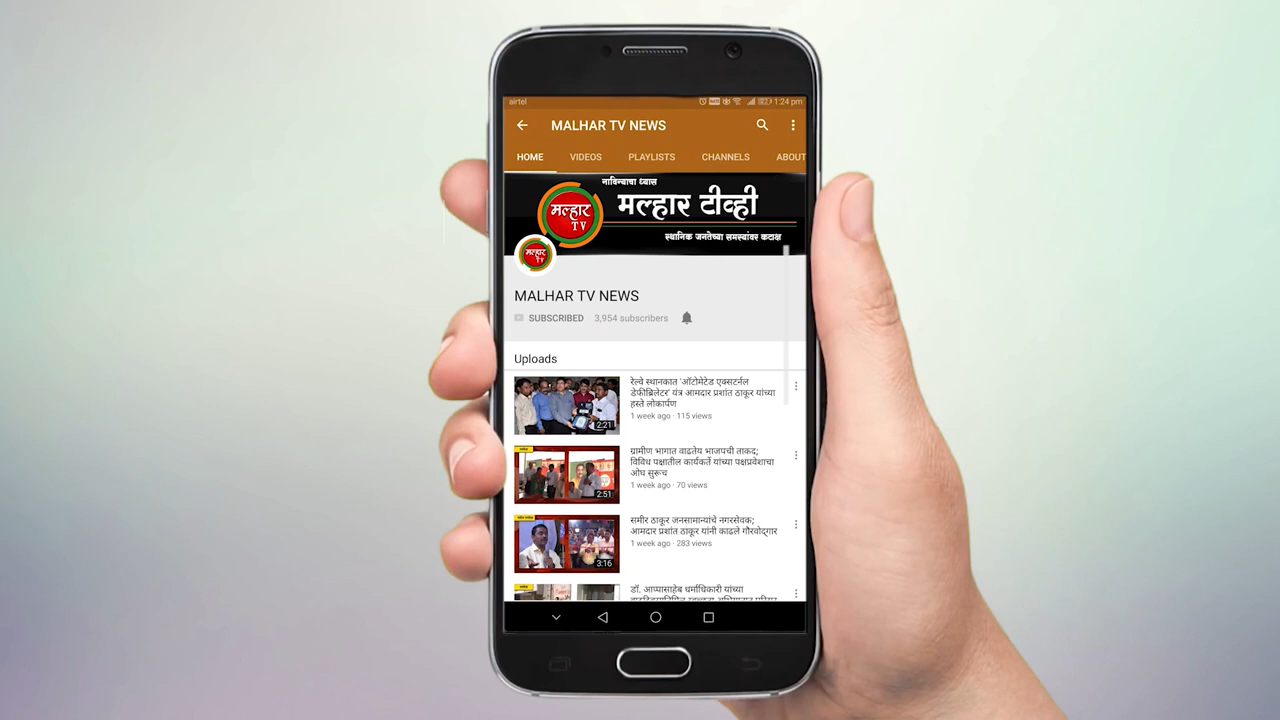 airtel 1:24 pm
MALHAR TV NEWS
HOME VIDEOS PLAYLISTS CHANNELS ABOUT
नाविन्याचा ध्यास
मल्हार टीव्ही
मल्हार
TV
स्थानिक जनतेच्या समस्यांवर कटाक्ष
मल्हार
TV
MALHAR TV NEWS
SUBSCRIBED 3,954 subscribers
Uploads
रेल्वे स्थानकात 'ऑटोमेटेड एक्सटर्नल
डेफीब्रिलेटर' यंत्र आमदार प्रशांत ठाकूर यांच्या
हस्ते लोकार्पण
1 week ago · 115 views
2:21
ग्रामीण भागात वाढतेय भाजपची ताकद;
विविध पक्षातील कार्यकर्ते यांच्या पक्षप्रवेशाचा
ओघ सुरूच
1 week ago · 70 views
2:51
समीर ठाकूर जनसामान्यांचे नगरसेवक;
आमदार प्रशांत ठाकूर यांनी काढले गौरवोद्‌गार
1 week ago · 283 views
3:16
डॉ. आप्पासाहेब धर्माधिकारी यांच्या